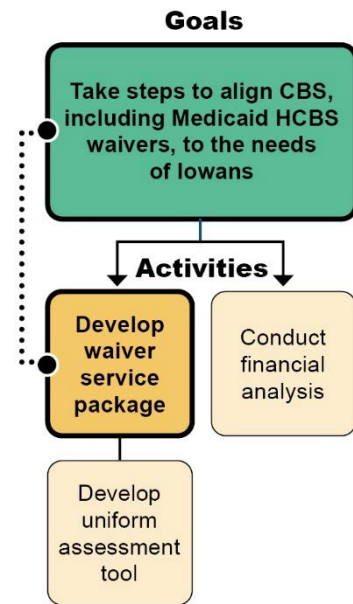 Goals
Take steps to align CBS,
including Medicaid HCBS
waivers, to the needs
of Iowans
Activities
Develop
waiver
service
package
Conduct
financial
analysis
Develop
uniform
assessment
tool